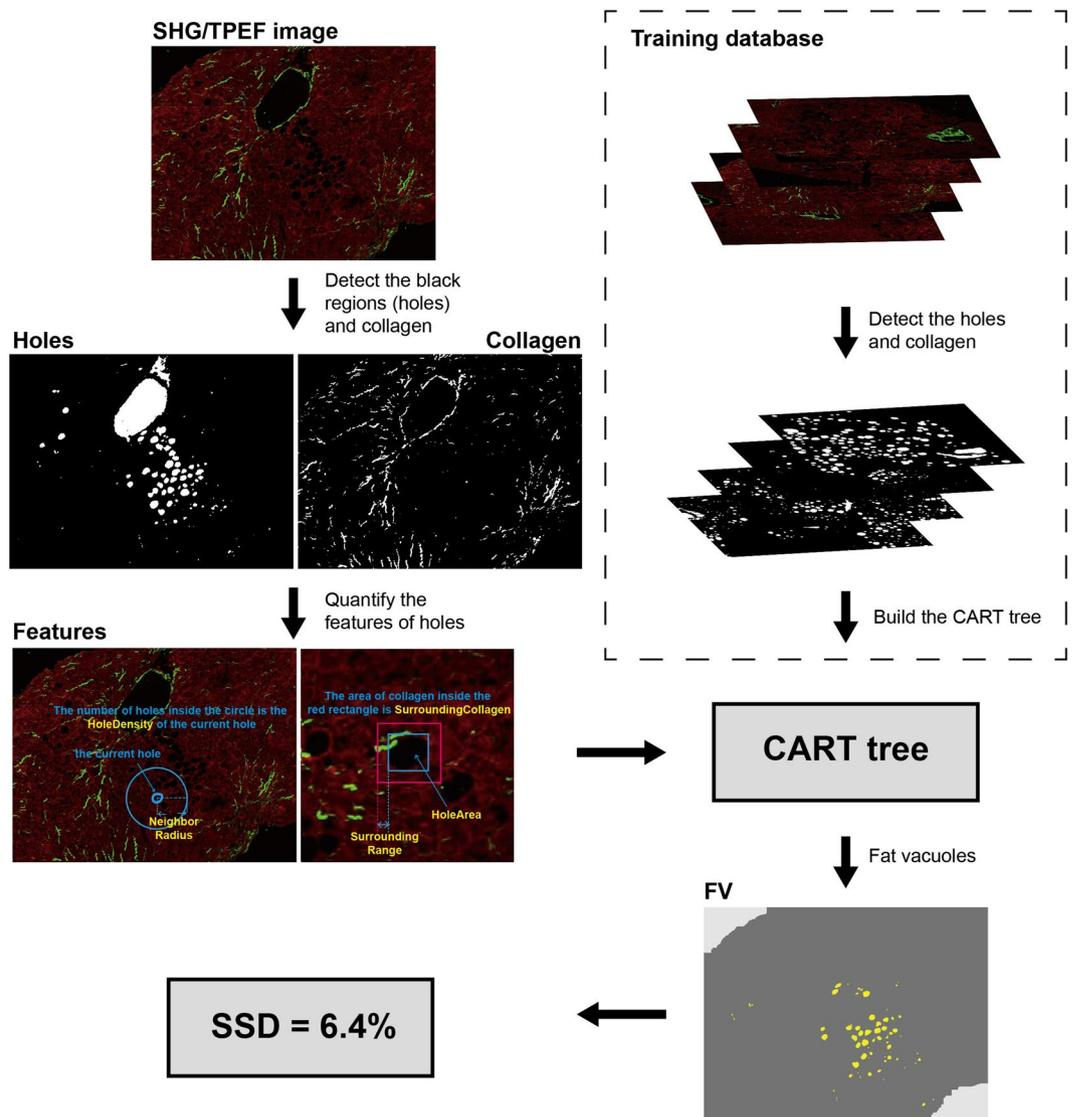 SHG/TPEF image
Detect the black
regions (holes)
and collagen
Holes
Collagen
Quantify the
features of holes
Features
The number of holes inside the circle is the
HoleDensity of the current hole
the current hole
Neighbor
Radius
The area of collagen inside the
red rectangle is SurroundingCollagen
HoleArea
Surrounding
Range
Training database
Detect the holes
and collagen
Build the CART tree
CART tree
Fat vacuoles
FV
SSD = 6.4%